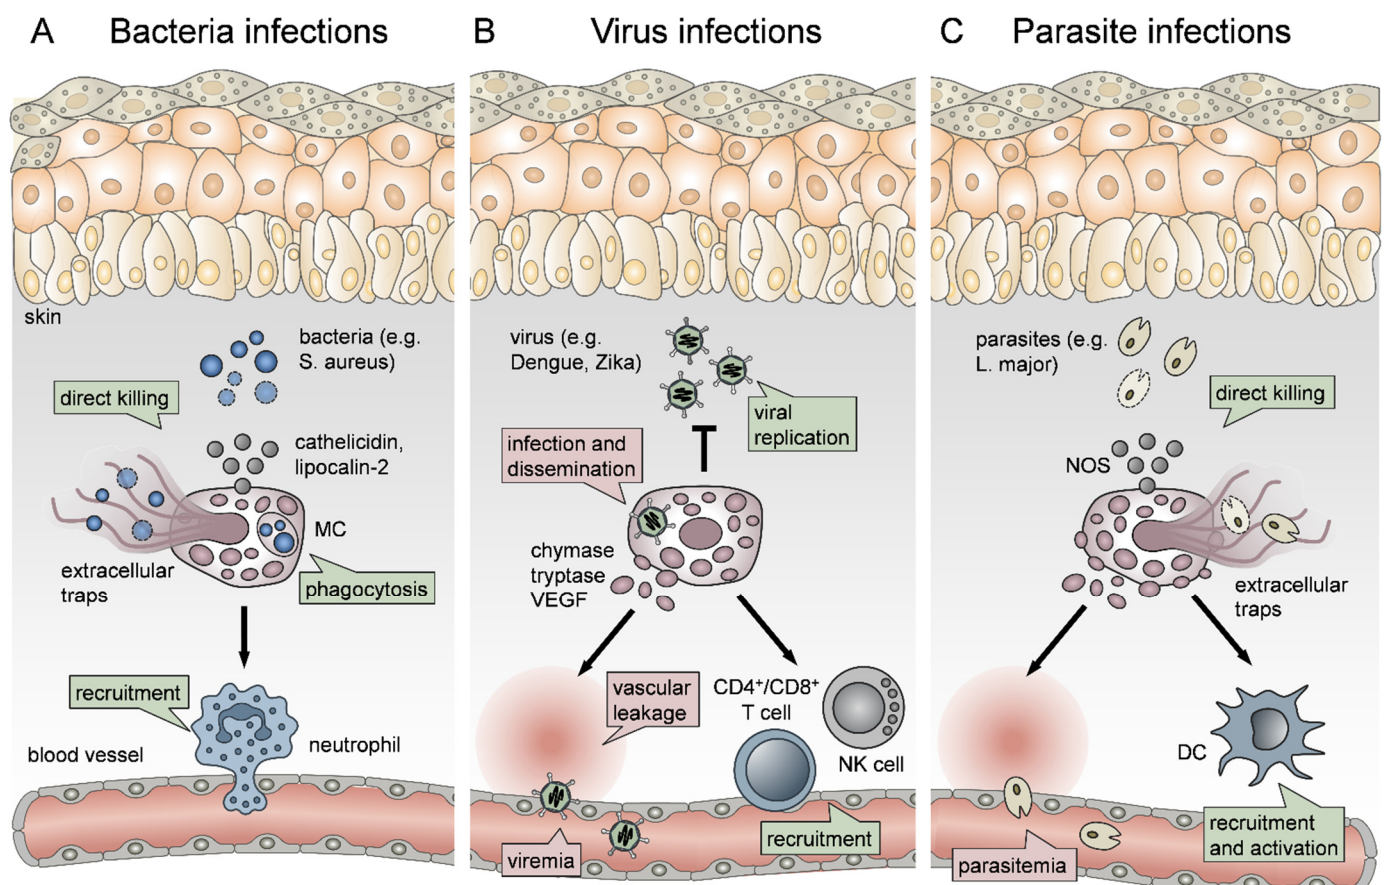 A Bacteria infections
skin
bacteria (e.g.
S. aureus)
direct killing
cathelicidin,
lipocalin-2
MC
extracellular
traps
phagocytosis
recruitment
blood vessel
neutrophil
B Virus infections
virus (e.g.
Dengue, Zika)
viral
replication
infection and
dissemination
chymase
tryptase
VEGF
vascular
leakage
CD4⁺/CD8⁺
T cell
NK cell
viremia
recruitment
C Parasite infections
parasites (e.g.
L. major)
direct killing
NOS
extracellular
traps
DC
recruitment
and activation
parasitemia